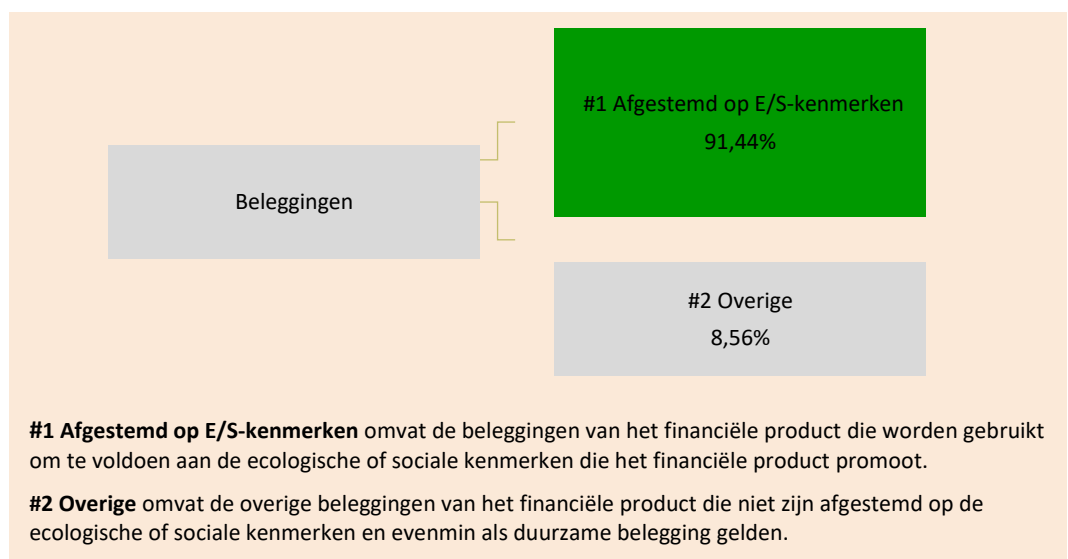 #1 Afgestemd op E/S-kenmerken
91,44%
Beleggingen
#2 Overige
8,56%
#1 Afgestemd op E/S-kenmerken omvat de beleggingen van het financiële product die worden gebruikt
om te voldoen aan de ecologische of sociale kenmerken die het financiële product promoot.
#2 Overige omvat de overige beleggingen van het financiële product die niet zijn afgestemd op de
ecologische of sociale kenmerken en evenmin als duurzame belegging gelden.